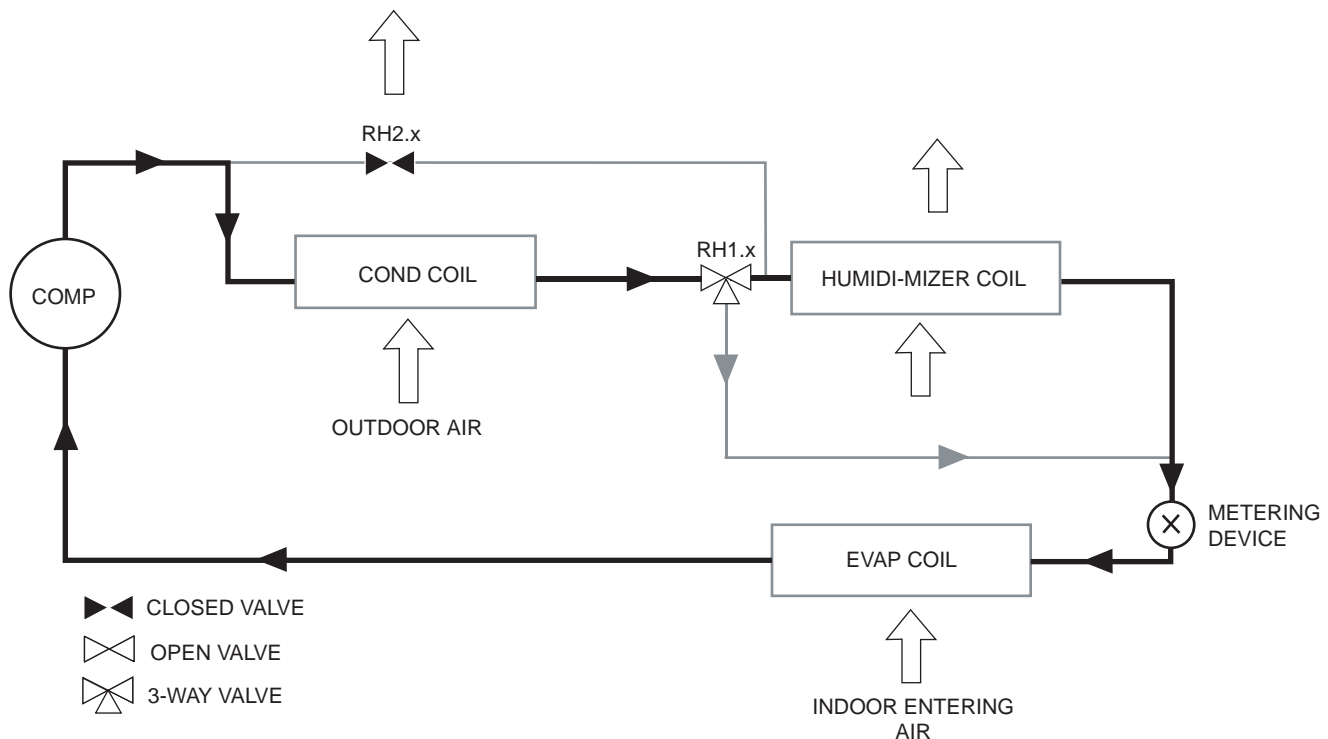 RH2.x
RH1.x
COND COIL
HUMIDI-MIZER COIL
COMP
OUTDOOR AIR
METERING
DEVICE
EVAP COIL
CLOSED VALVE
OPEN VALVE
3-WAY VALVE
INDOOR ENTERING
AIR